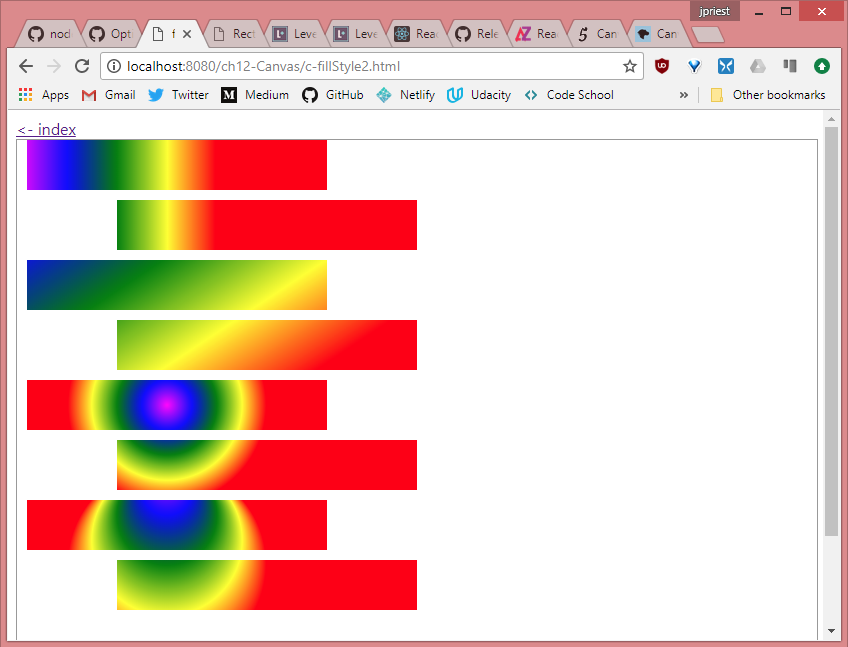 jpriest
nod
Opti
f
Rect
Leve
Leve
Rea
Rele
Rea
Can
Can
localhost:8080/ch12-Canvas/c-fillStyle2.html
Apps Gmail Twitter M Medium GitHub Netlify Udacity Code School » Other bookmarks
<- index